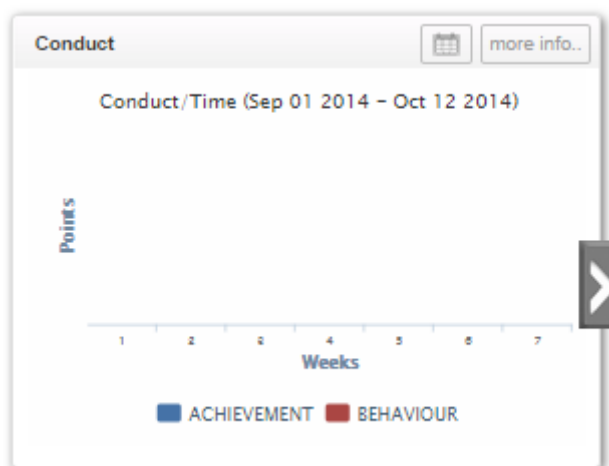 Conduct
more info..
Conduct/Time (Sep 01 2014 - Oct 12 2014)
Points
1 2 3 4 5 6 7
Weeks
ACHIEVEMENT BEHAVIOUR